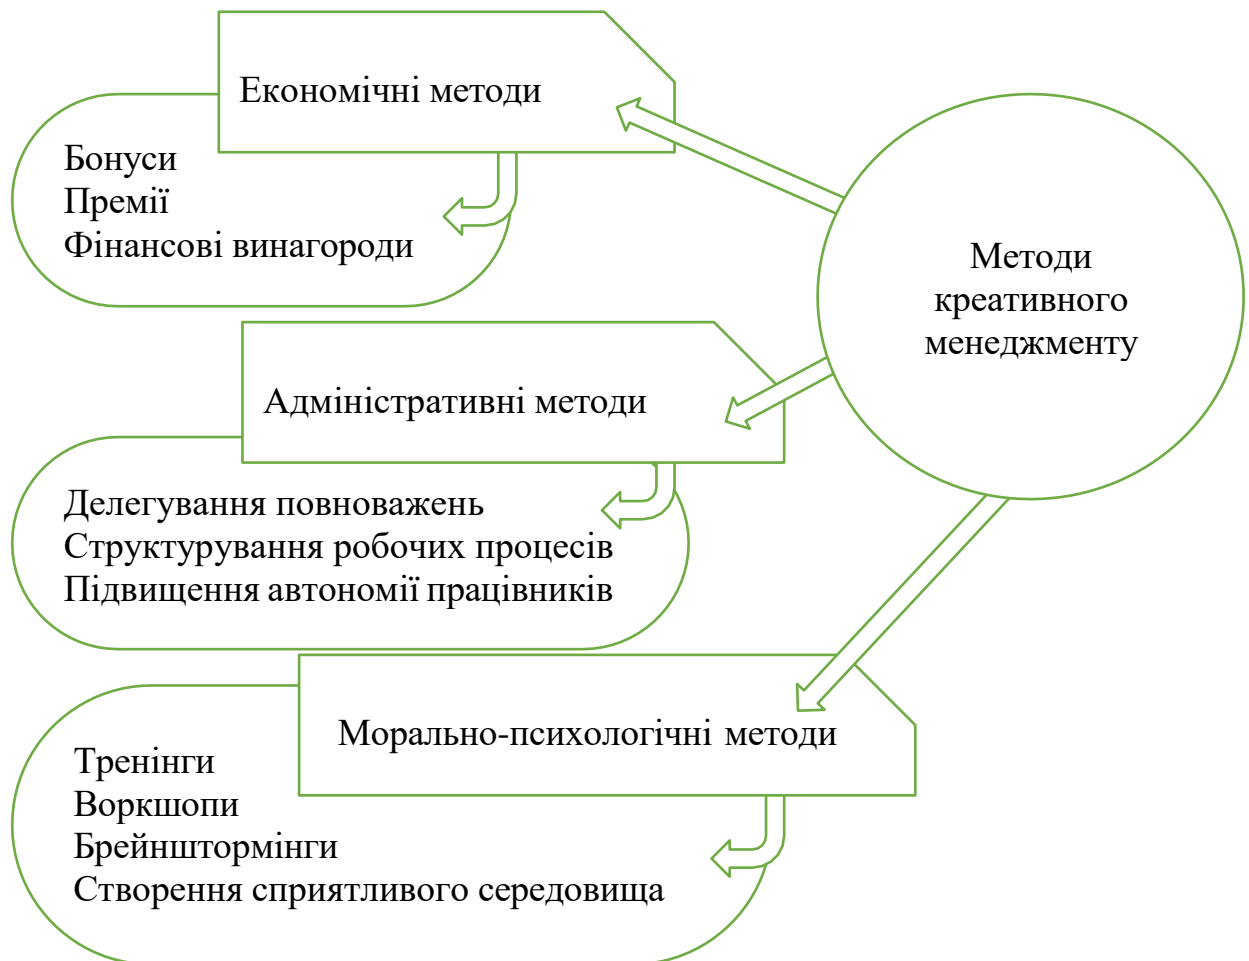 Економічні методи
Бонуси
Премії
Фінансові винагороди
Методи
креативного
менеджменту
Адміністративні методи
Делегування повноважень
Структурування робочих процесів
Підвищення автономії працівників
Морально-психологічні методи
Тренінги
Воркшопи
Брейнштормінги
Створення сприятливого середовища